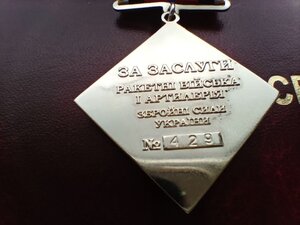 ЗА ЗАСЛУГИ
РАКЕТНІ ВІЙСЬКА
І АРТИЛЕРІЯ
ЗБРОЙНІ СИЛИ
УКРАЇНИ
№ 429